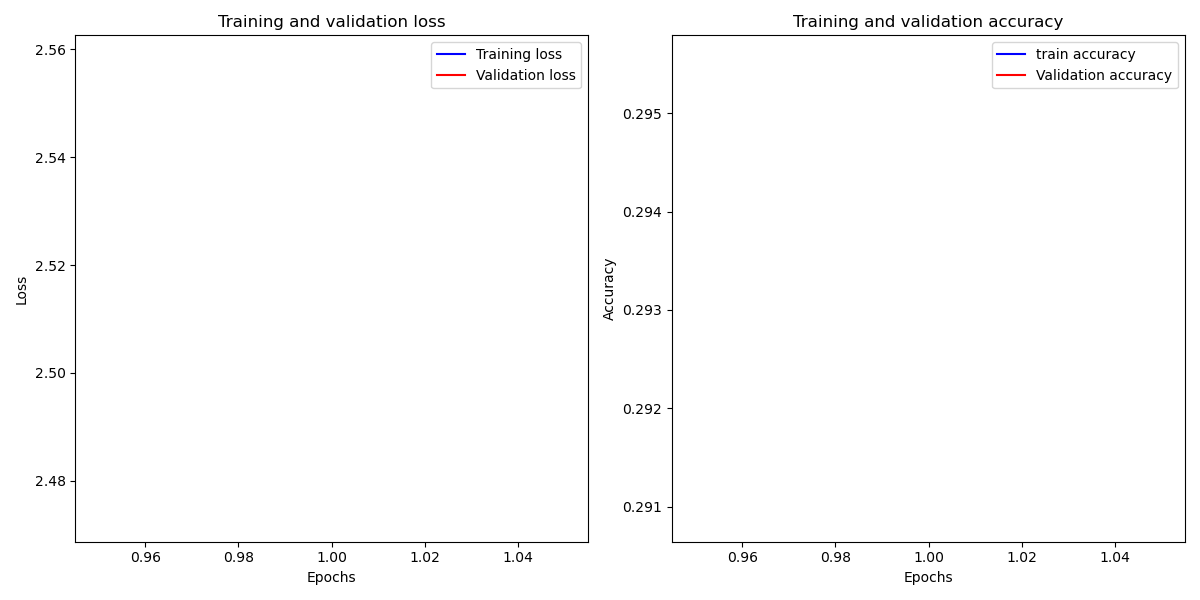 Training and validation loss
Training loss
Validation loss
2.56
2.54
2.52
2.50
2.48
Loss
0.96 0.98 1.00 1.02 1.04
Epochs
Training and validation accuracy
train accuracy
Validation accuracy
0.295
0.294
0.293
0.292
0.291
Accuracy
0.96 0.98 1.00 1.02 1.04
Epochs